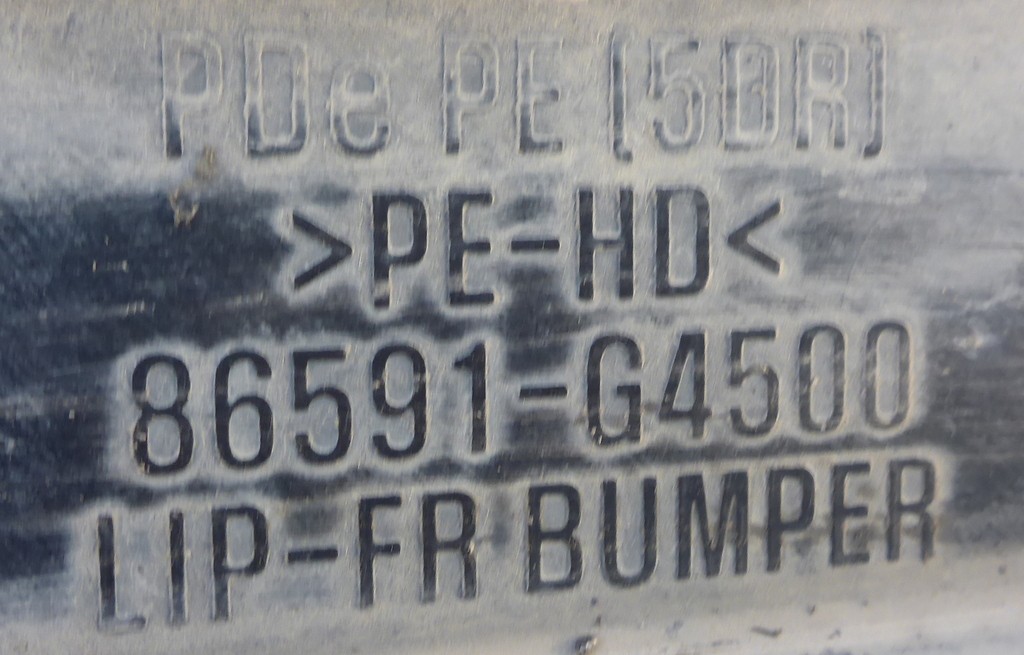 PDe PE (5DR)
>PE-HD<
86591-G4500
LIP-FR BUMPER